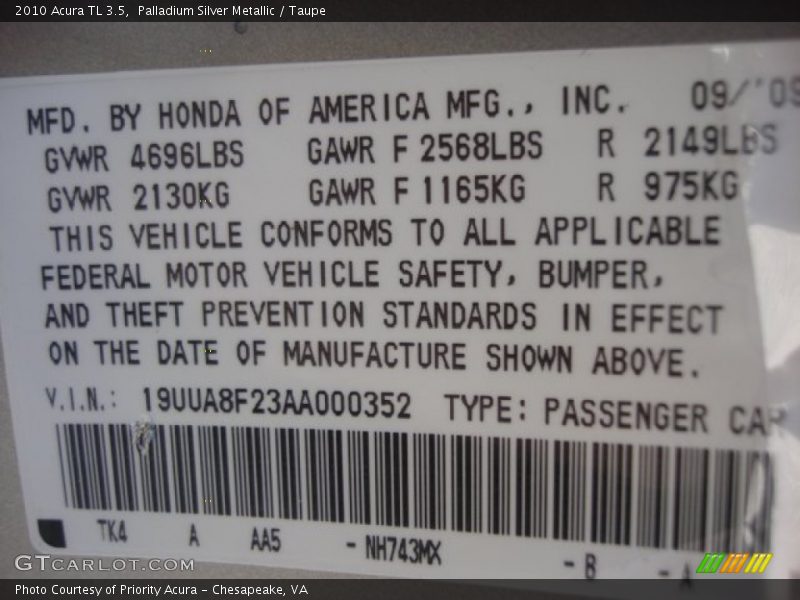 2010 Acura TL 3.5,  Palladium Silver Metallic / Taupe
MFD. BY HONDA OF AMERICA MFG., INC. 09/'09
GVWR 4696LBS GAWR F 2568LBS R 2149LBS
GVWR 2130KG GAWR F 1165KG R 975KG
THIS VEHICLE CONFORMS TO ALL APPLICABLE
FEDERAL MOTOR VEHICLE SAFETY, BUMPER,
AND THEFT PREVENTION STANDARDS IN EFFECT
ON THE DATE OF MANUFACTURE SHOWN ABOVE.
V.I.N.: 19UUA8F23AA000352 TYPE: PASSENGER CAR
TK4 A AA5 - NH743MX - B - A
GTCARLOT.COM
Photo Courtesy of Priority Acura – Chesapeake, VA